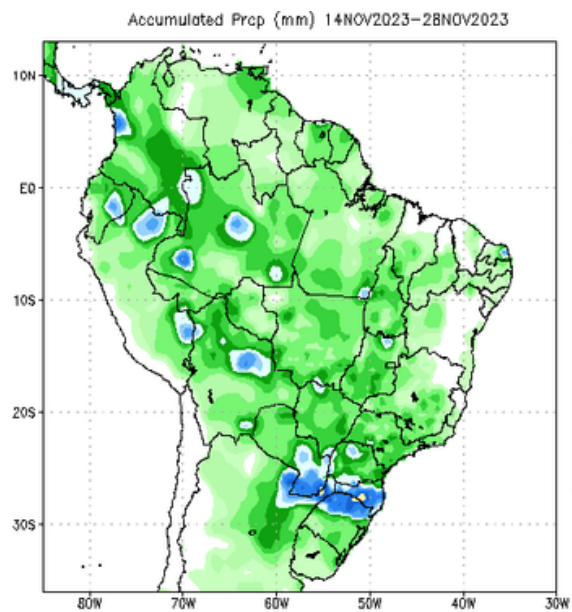 Accumulated Prcp (mm) 14NOV2023-28NOV2023
10N
EQ
10S
20S
30S
80W 70W 60W 50W 40W 30W